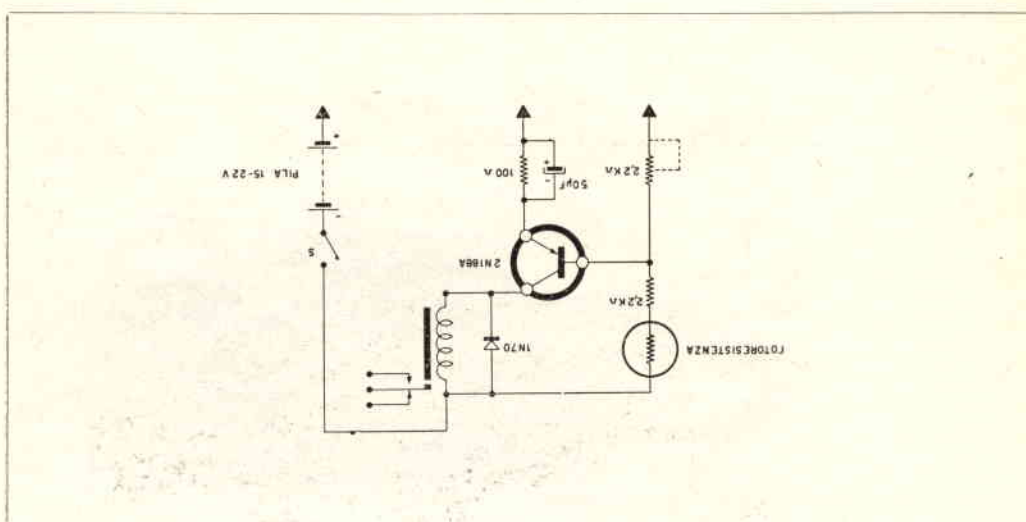 FOTORESISTENZA
1N70
2,2 KΩ
2N188A
S
-
PILA 15-22 V
+
50µF
-
+
100 Ω
2,2 KΩ